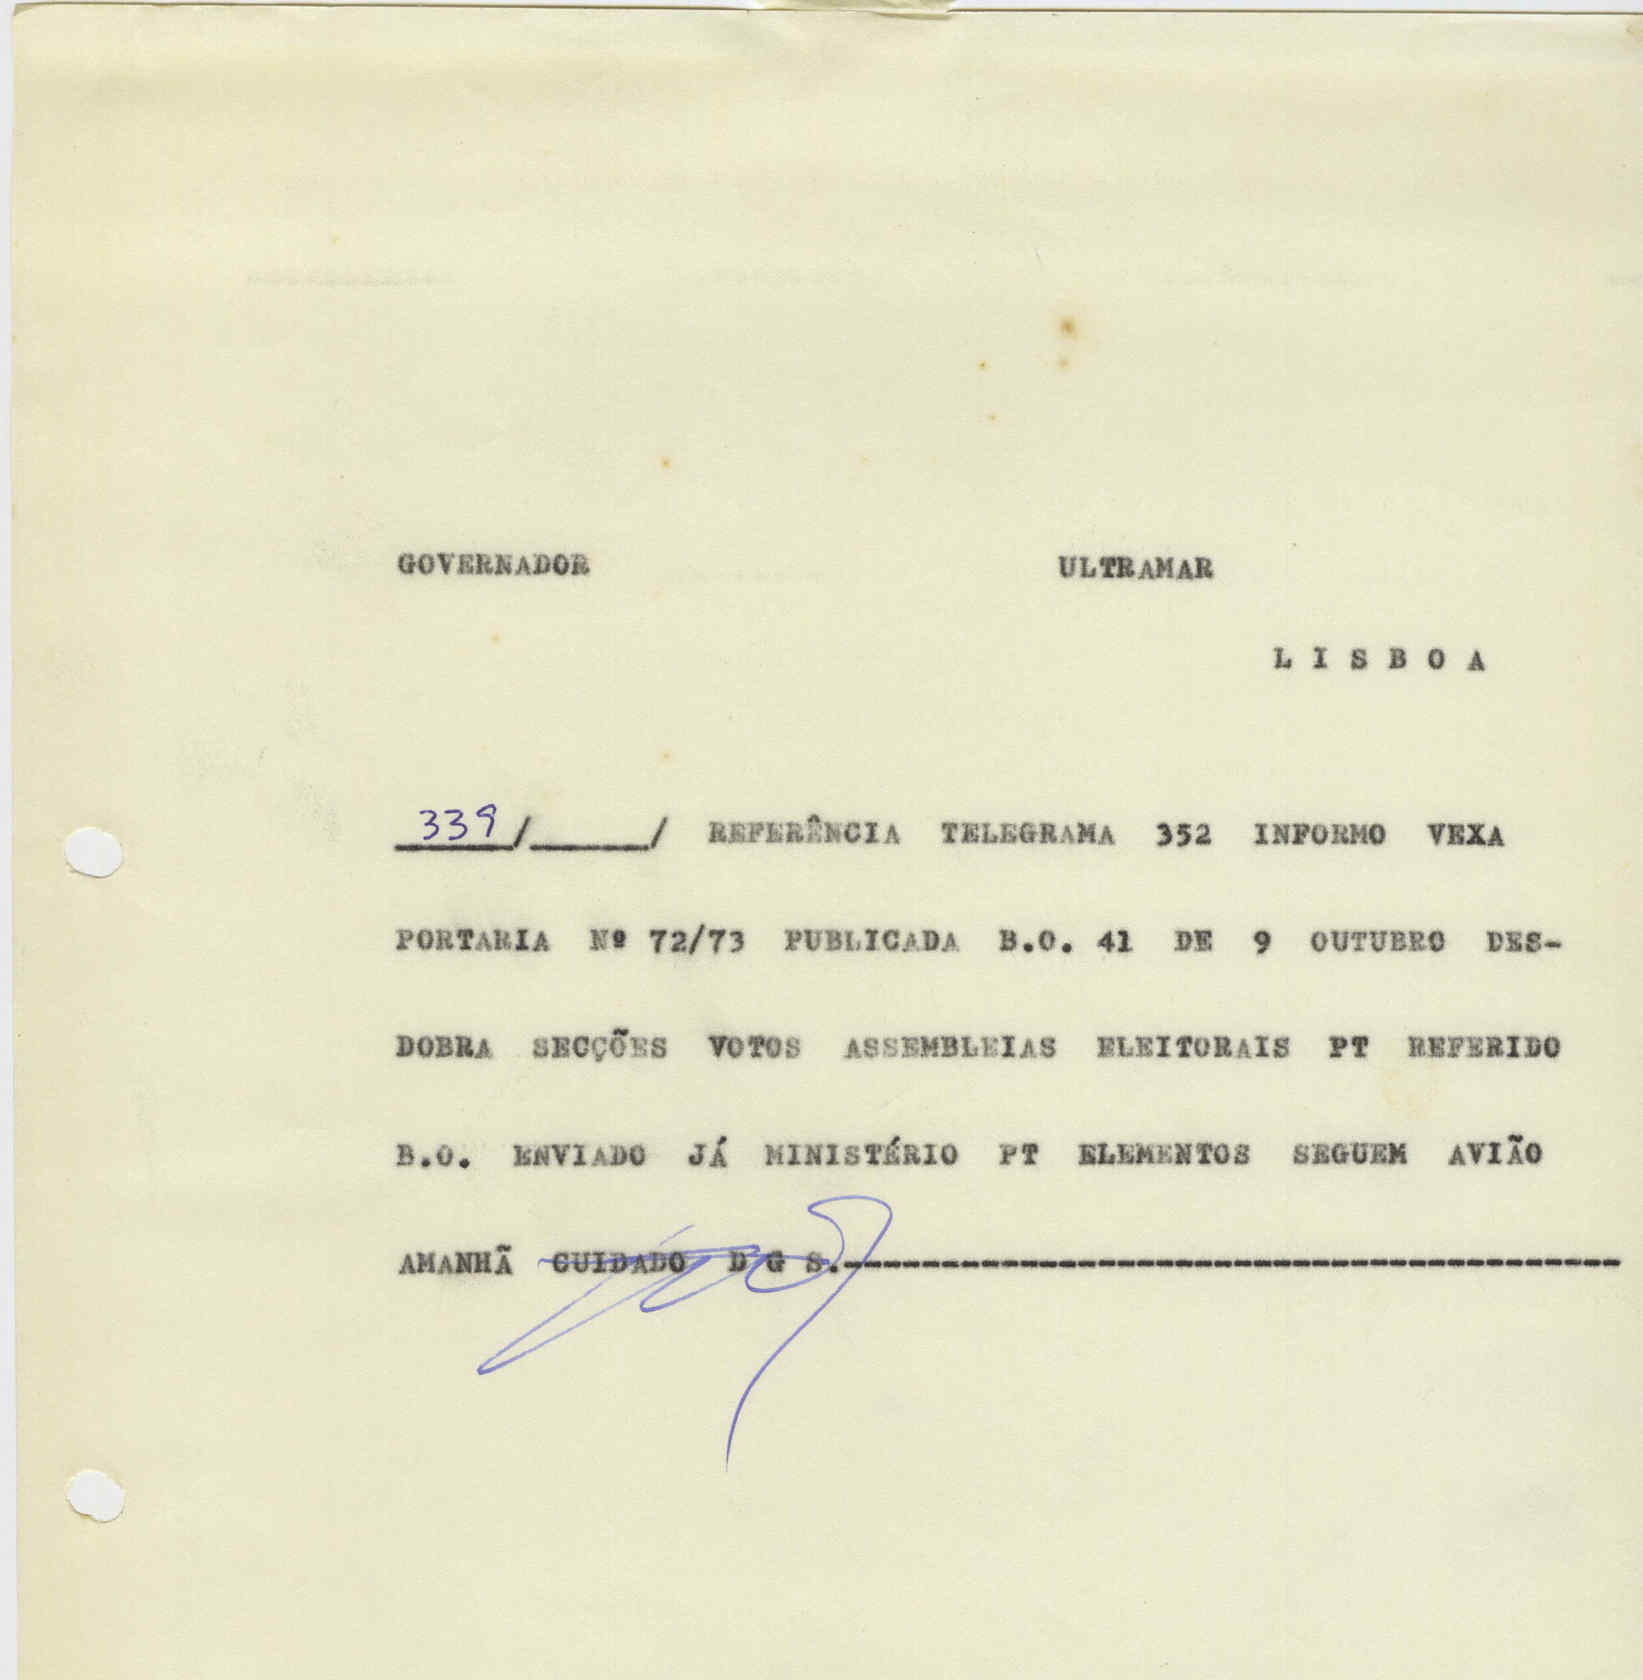 GOVERNADOR ULTRAMAR
L I S B O A
339/_____/ REFERÊNCIA TELEGRAMA 352 INFORMO VEXA
PORTARIA Nº 72/73 PUBLICADA B.O. 41 DE 9 OUTUBRO DES-
DOBRA SECÇÕES VOTOS ASSEMBLEIAS ELEITORAIS PT REFERIDO
B.O. ENVIADO JÁ MINISTÉRIO PT ELEMENTOS SEGUEM AVIÃO
AMANHÃ CUIDADO D G S.----------------------------------------